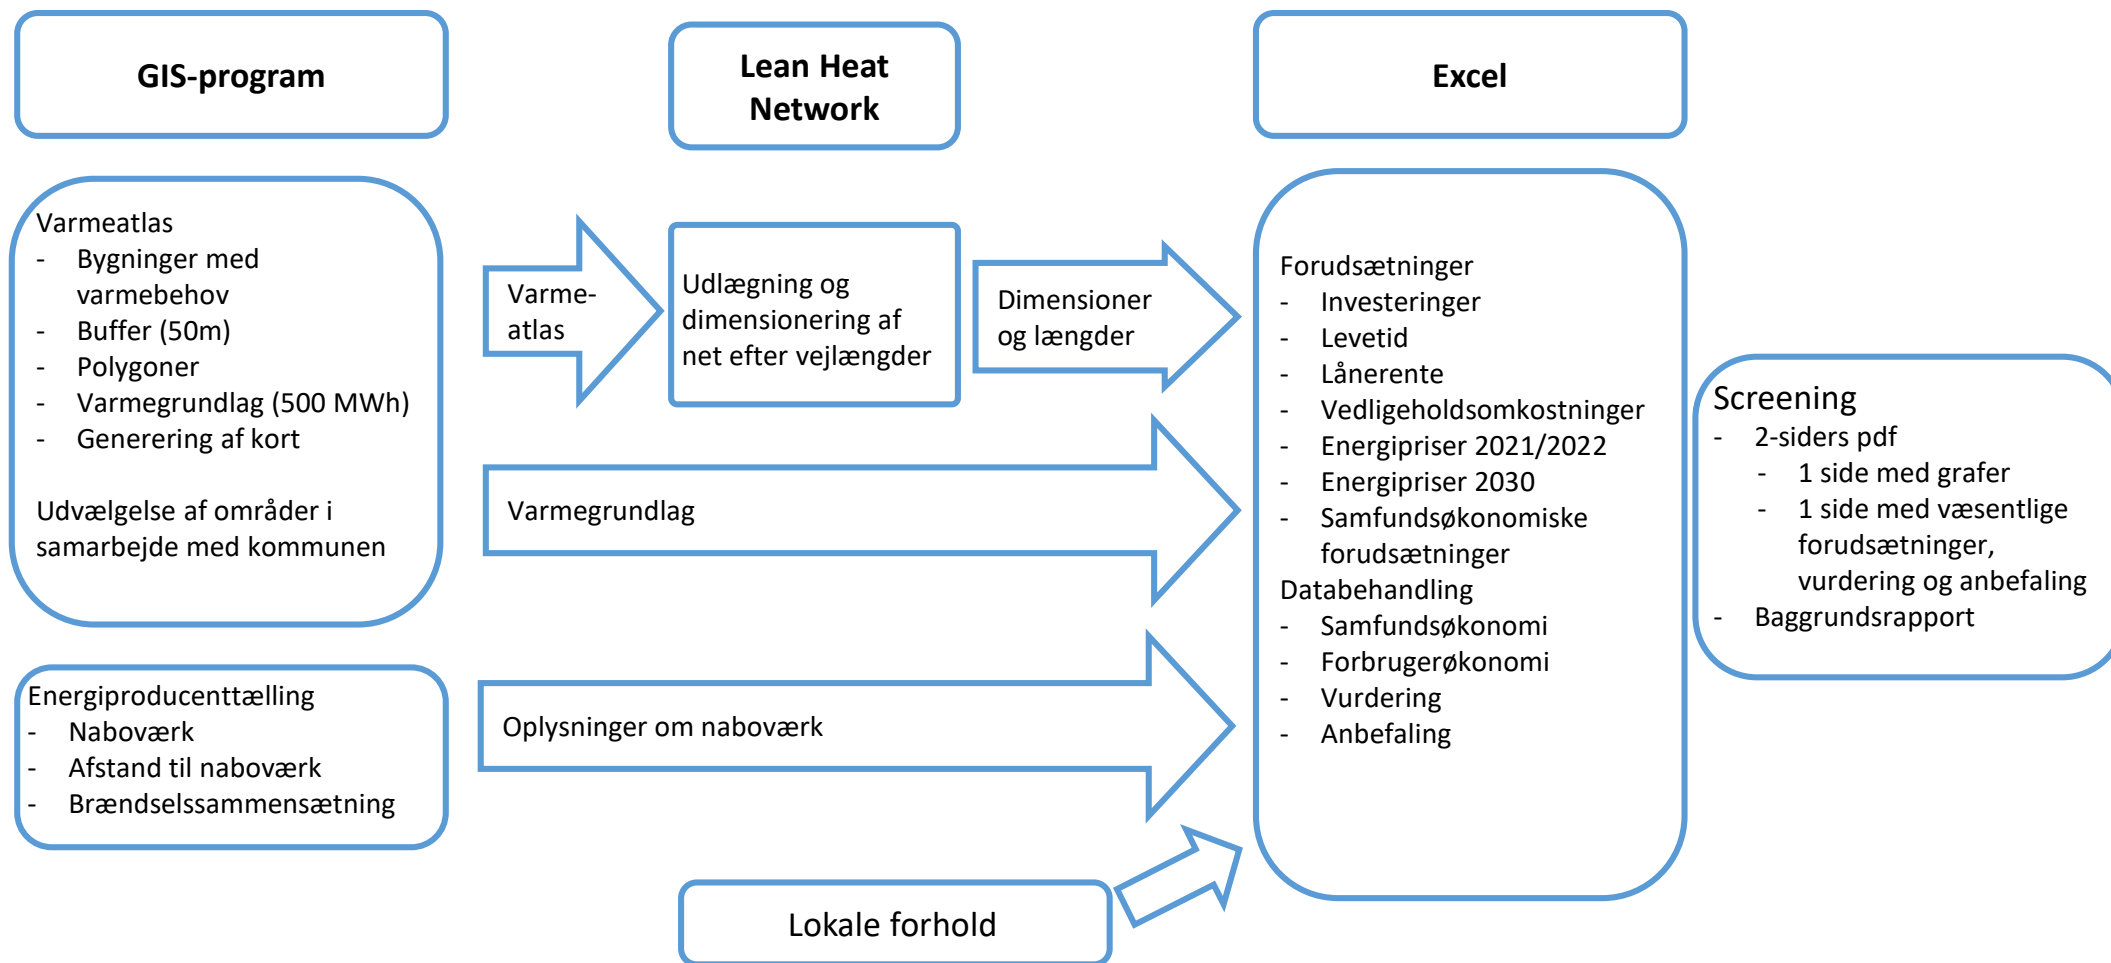 GIS-program
Lean Heat
Network
Excel
Varmeatlas
- Bygninger med
varmebehov
- Buffer (50m)
- Polygoner
- Varmegrundlag (500 MWh)
- Generering af kort
Udvælgelse af områder i
samarbejde med kommunen
Varme-
atlas
Udlægning og
dimensionering af
net efter vejlængder
Dimensioner
og længder
Varmegrundlag
Energiproducenttælling
- Naboværk
- Afstand til naboværk
- Brændselssammensætning
Oplysninger om naboværk
Lokale forhold
Forudsætninger
- Investeringer
- Levetid
- Lånerente
- Vedligeholdsomkostninger
- Energipriser 2021/2022
- Energipriser 2030
- Samfundsøkonomiske
forudsætninger
Databehandling
- Samfundsøkonomi
- Forbrugerøkonomi
- Vurdering
- Anbefaling
Screening
- 2-siders pdf
- 1 side med grafer
- 1 side med væsentlige
forudsætninger,
vurdering og anbefaling
- Baggrundsrapport